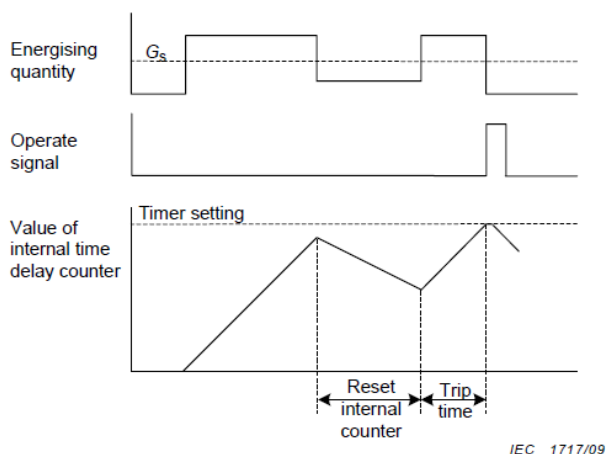 Energising
quantity
Gs
Operate
signal
Value of
internal time
delay counter
Timer setting
Reset
internal
counter
Trip
time
IEC 1717/09